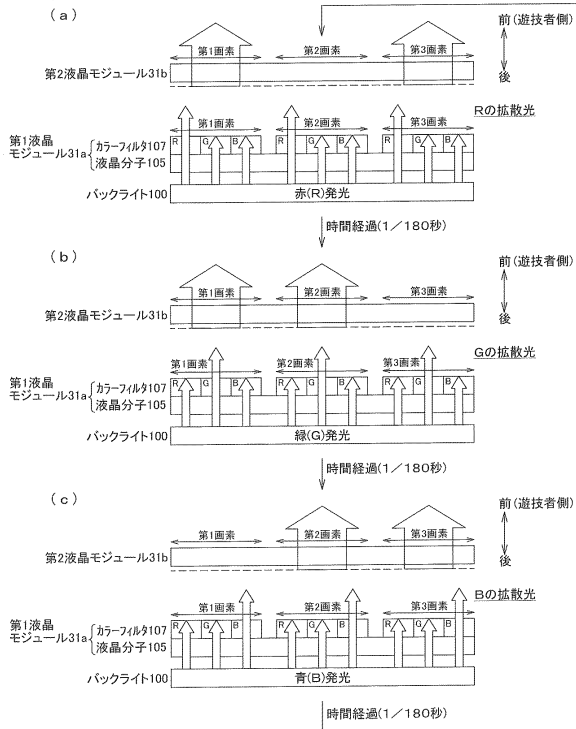 (a)
前(遊技者側)
第1画素 第2画素 第3画素
第2液晶モジュール31b
後
Rの拡散光
第1画素 第2画素 第3画素
第1液晶
モジュール31a
カラーフィルタ107
液晶分子105
R G B R G B R G B
バックライト100
赤(R)発光
時間経過(1/180秒)
(b)
前(遊技者側)
第1画素 第2画素 第3画素
第2液晶モジュール31b
後
Gの拡散光
第1画素 第2画素 第3画素
第1液晶
モジュール31a
カラーフィルタ107
液晶分子105
R G B R G B R G B
バックライト100
緑(G)発光
時間経過(1/180秒)
(c)
前(遊技者側)
第1画素 第2画素 第3画素
第2液晶モジュール31b
後
Bの拡散光
第1画素 第2画素 第3画素
第1液晶
モジュール31a
カラーフィルタ107
液晶分子105
R G B R G B R G B
バックライト100
青(B)発光
時間経過(1/180秒)